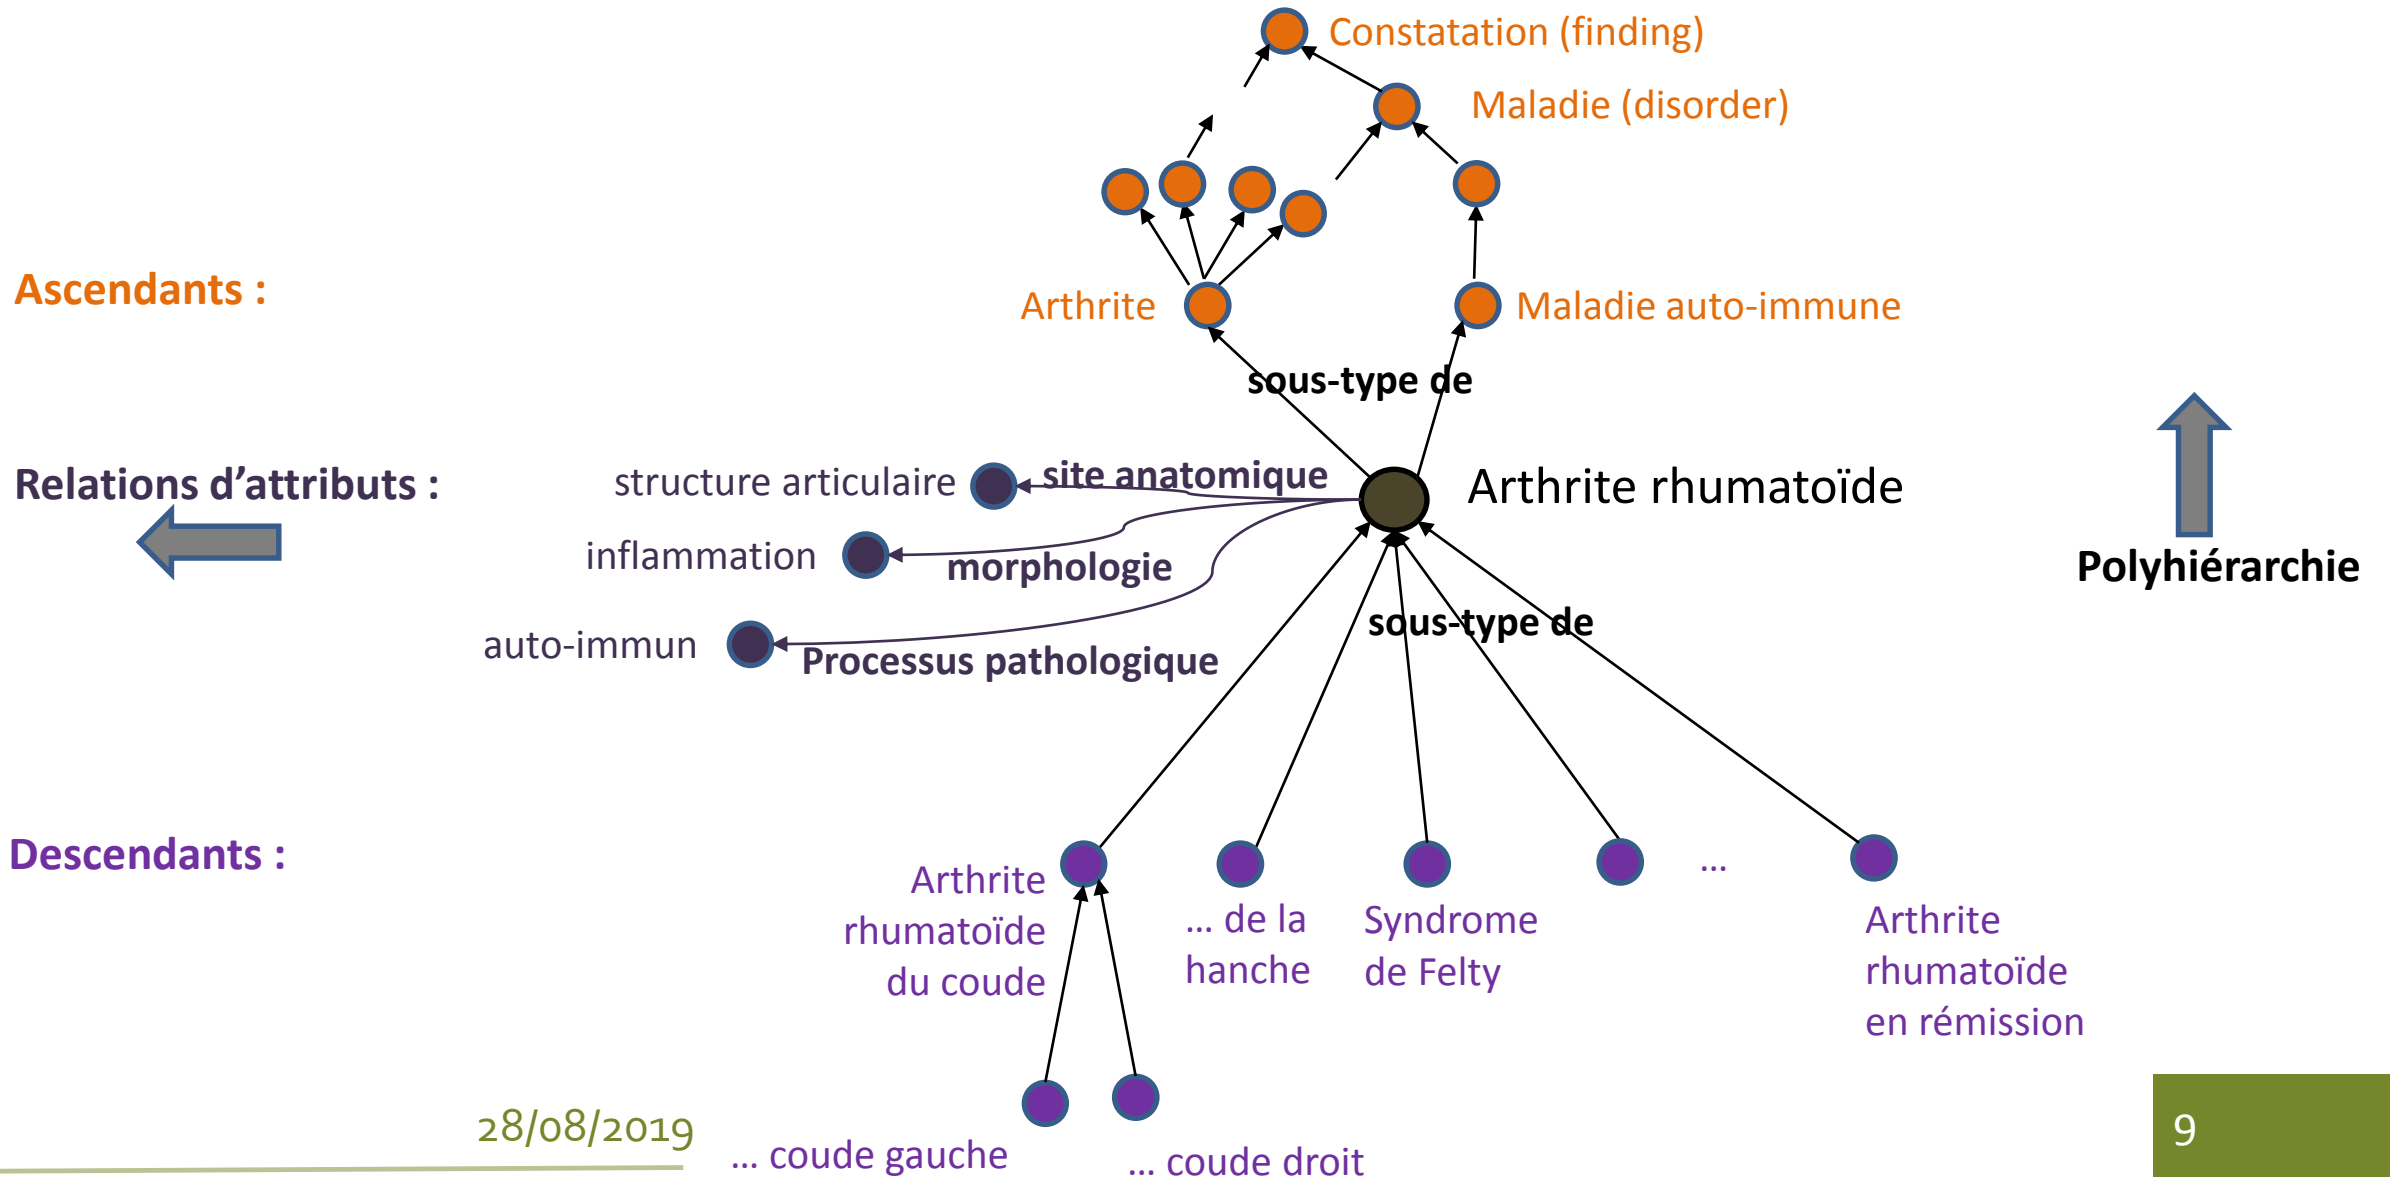 Constatation (finding)
Maladie (disorder)
Ascendants :
Arthrite
Maladie auto-immune
sous-type de
Relations d’attributs :
structure articulaire
site anatomique
Arthrite rhumatoïde
inflammation
morphologie
Polyhiérarchie
auto-immun
Processus pathologique
sous-type de
Descendants :
Arthrite
rhumatoïde
du coude
... de la
hanche
Syndrome
de Felty
...
Arthrite
rhumatoïde
en rémission
28/08/2019
... coude gauche
... coude droit
9